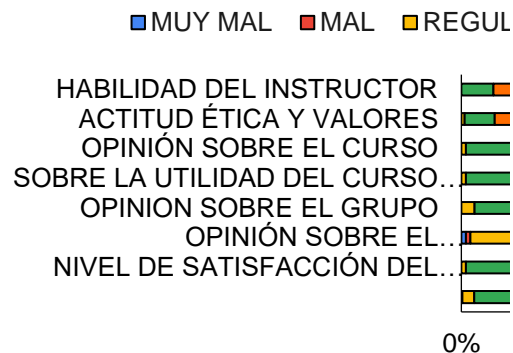 MUY MAL MAL REGUL
HABILIDAD DEL INSTRUCTOR
ACTITUD ÉTICA Y VALORES
OPINIÓN SOBRE EL CURSO
SOBRE LA UTILIDAD DEL CURSO…
OPINION SOBRE EL GRUPO
OPINIÓN SOBRE EL…
NIVEL DE SATISFACCIÓN DEL…
0%